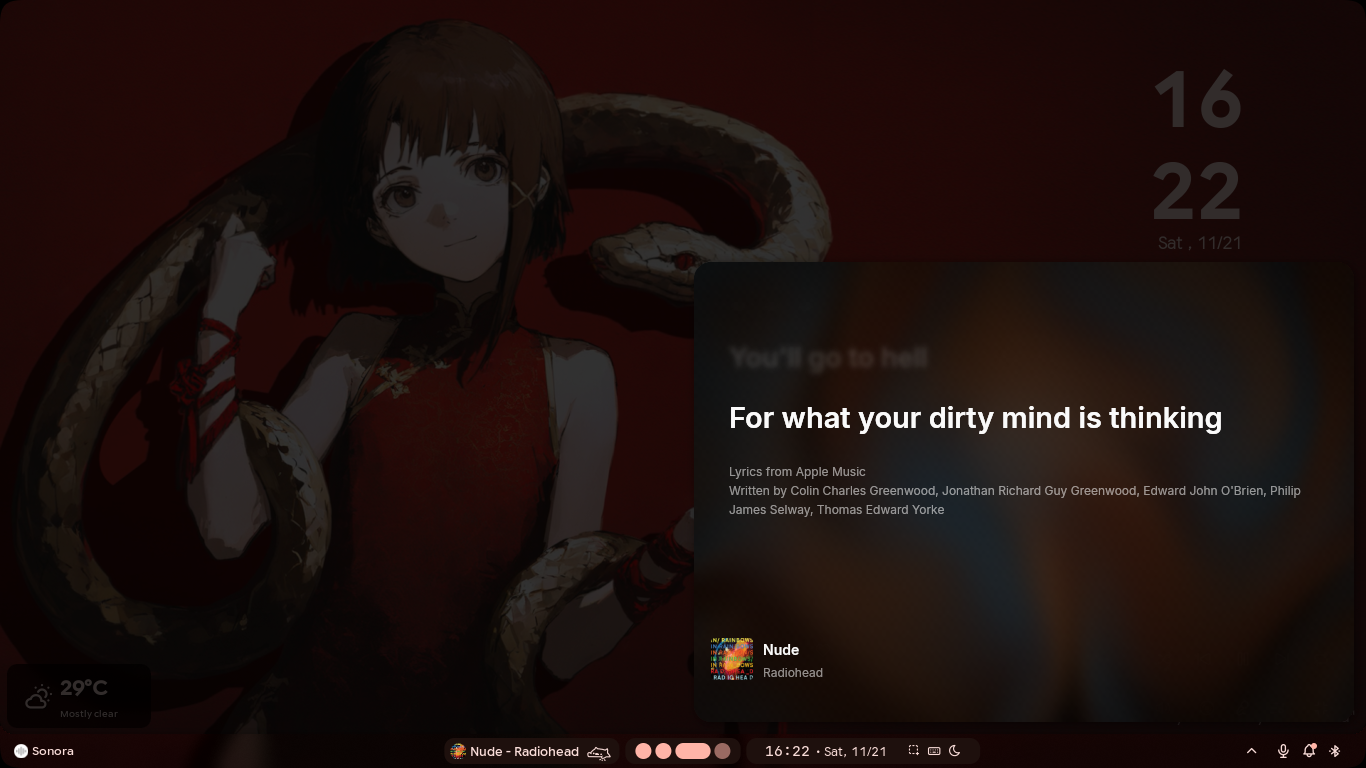 16
22
Sat , 11/21
You'll go to hell
For what your dirty mind is thinking
Lyrics from Apple Music
Written by Colin Charles Greenwood, Jonathan Richard Guy Greenwood, Edward John O'Brien, Philip
James Selway, Thomas Edward Yorke
Nude
Radiohead
29°C
Mostly clear
Sonora
Nude - Radiohead
16:22 • Sat, 11/21